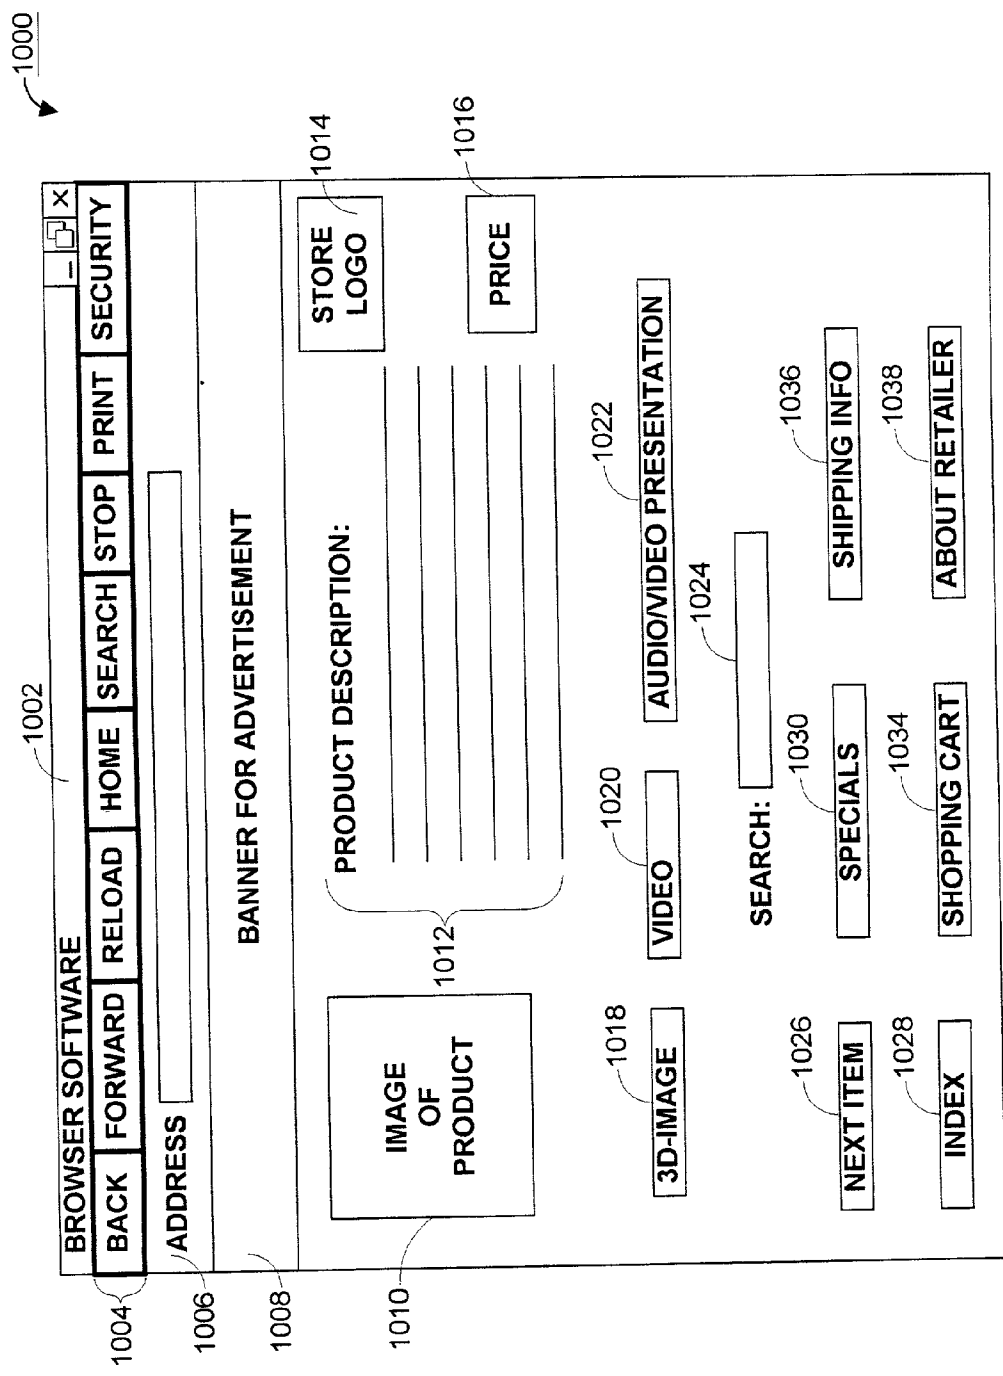 1000
1002
BROWSER SOFTWARE
_ X
BACK FORWARD RELOAD HOME SEARCH STOP PRINT SECURITY
1004
ADDRESS
1006
BANNER FOR ADVERTISEMENT
1008
IMAGE
OF
PRODUCT
1010
PRODUCT DESCRIPTION:
1012
STORE
LOGO
1014
PRICE
1016
1018
3D-IMAGE
1020
VIDEO
1022
AUDIO/VIDEO PRESENTATION
1024
SEARCH:
1026
NEXT ITEM
1030
SPECIALS
1036
SHIPPING INFO
1028
INDEX
1034
SHOPPING CART
1038
ABOUT RETAILER